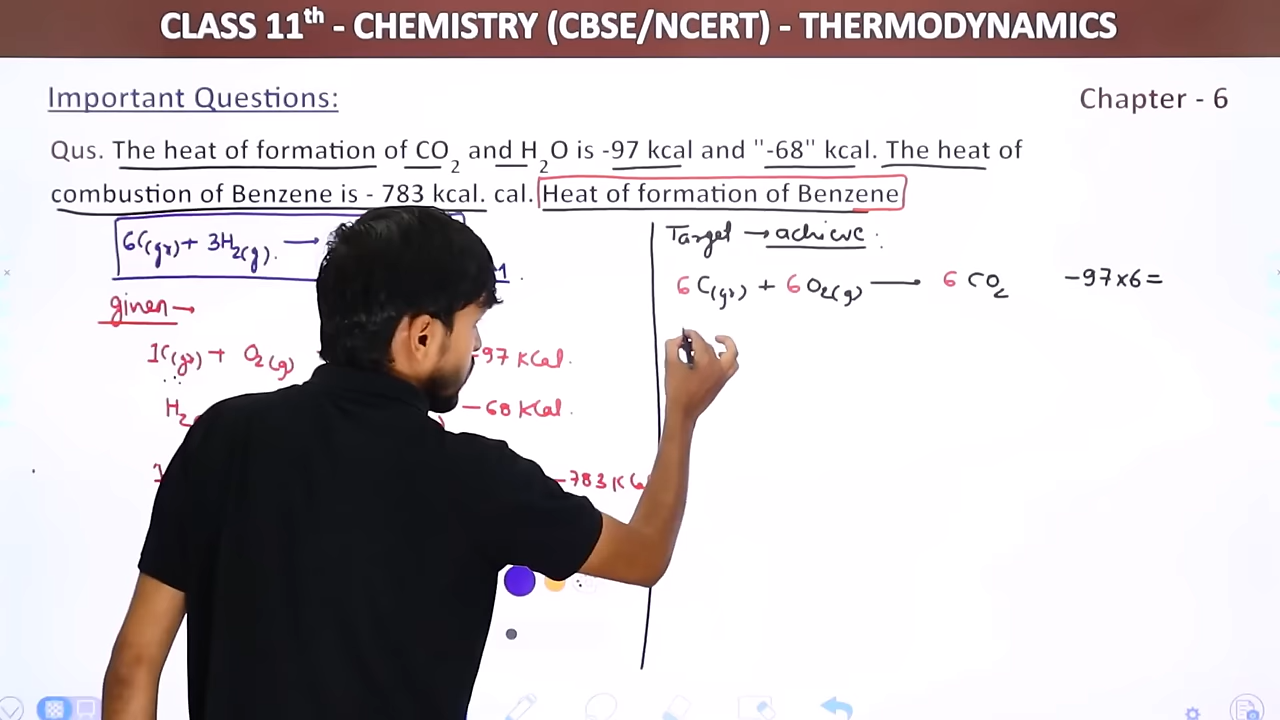 CLASS 11th - CHEMISTRY (CBSE/NCERT) - THERMODYNAMICS
Important Questions:
Chapter - 6
Qus. The heat of formation of CO2 and H2O is -97 kcal and "-68" kcal. The heat of
combustion of Benzene is - 783 kcal. cal. Heat of formation of Benzene
6C(gr) + 3H2(g).
given →
1C(gr) + O2(g)
-97 KCal.
H2
-68 KCal.
-783 KCal
Target → achieve :
6C(gr) + 6O2(g) → 6CO2 -97×6=